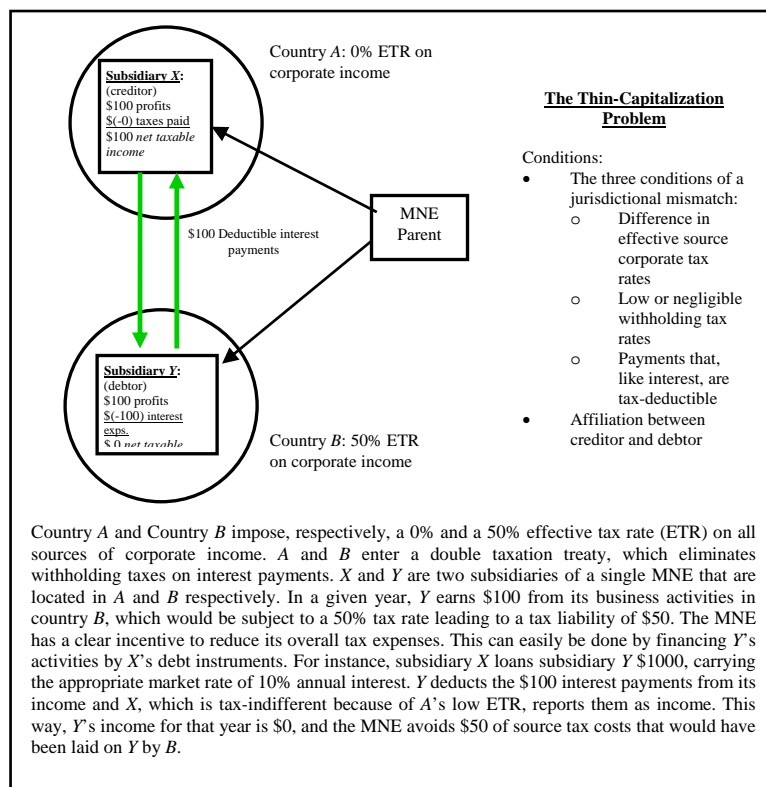 Country A: 0% ETR on
corporate income
Subsidiary X:
(creditor)
$100 profits
$(-0) taxes paid
$100 net taxable
income
The Thin-Capitalization
Problem
Conditions:
• The three conditions of a
jurisdictional mismatch:
o Difference in
effective source
corporate tax
rates
o Low or negligible
withholding tax
rates
o Payments that,
like interest, are
tax-deductible
• Affiliation between
creditor and debtor
MNE
Parent
$100 Deductible interest
payments
Subsidiary Y:
(debtor)
$100 profits
$(-100) interest
exps.
$ 0 net taxable
Country B: 50% ETR
on corporate income
Country A and Country B impose, respectively, a 0% and a 50% effective tax rate (ETR) on all
sources of corporate income. A and B enter a double taxation treaty, which eliminates
withholding taxes on interest payments. X and Y are two subsidiaries of a single MNE that are
located in A and B respectively. In a given year, Y earns $100 from its business activities in
country B, which would be subject to a 50% tax rate leading to a tax liability of $50. The MNE
has a clear incentive to reduce its overall tax expenses. This can easily be done by financing Y's
activities by X's debt instruments. For instance, subsidiary X loans subsidiary Y $1000, carrying
the appropriate market rate of 10% annual interest. Y deducts the $100 interest payments from its
income and X, which is tax-indifferent because of A's low ETR, reports them as income. This
way, Y's income for that year is $0, and the MNE avoids $50 of source tax costs that would have
been laid on Y by B.